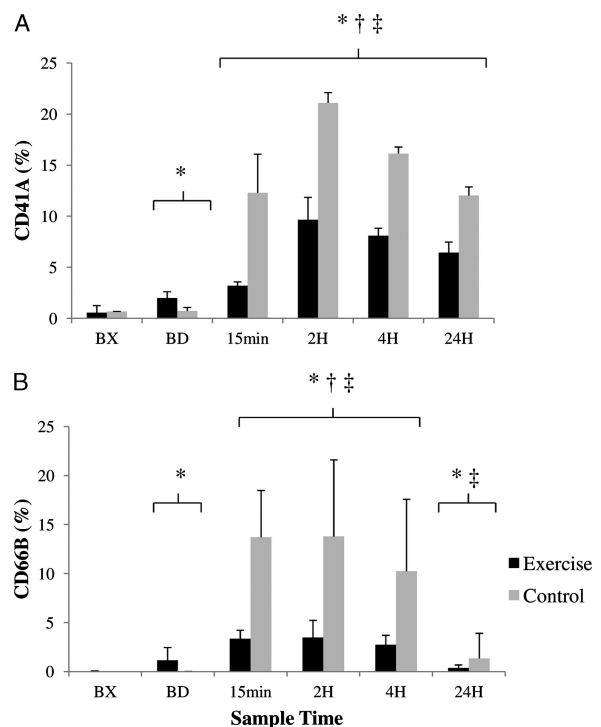 A
* † ‡
25
20
15
10
5
0
CD41A (%)
*
BX BD 15min 2H 4H 24H
B
* † ‡
25
20
15
10
5
0
CD66B (%)
*
* ‡
Exercise
Control
BX BD 15min 2H 4H 24H
Sample Time